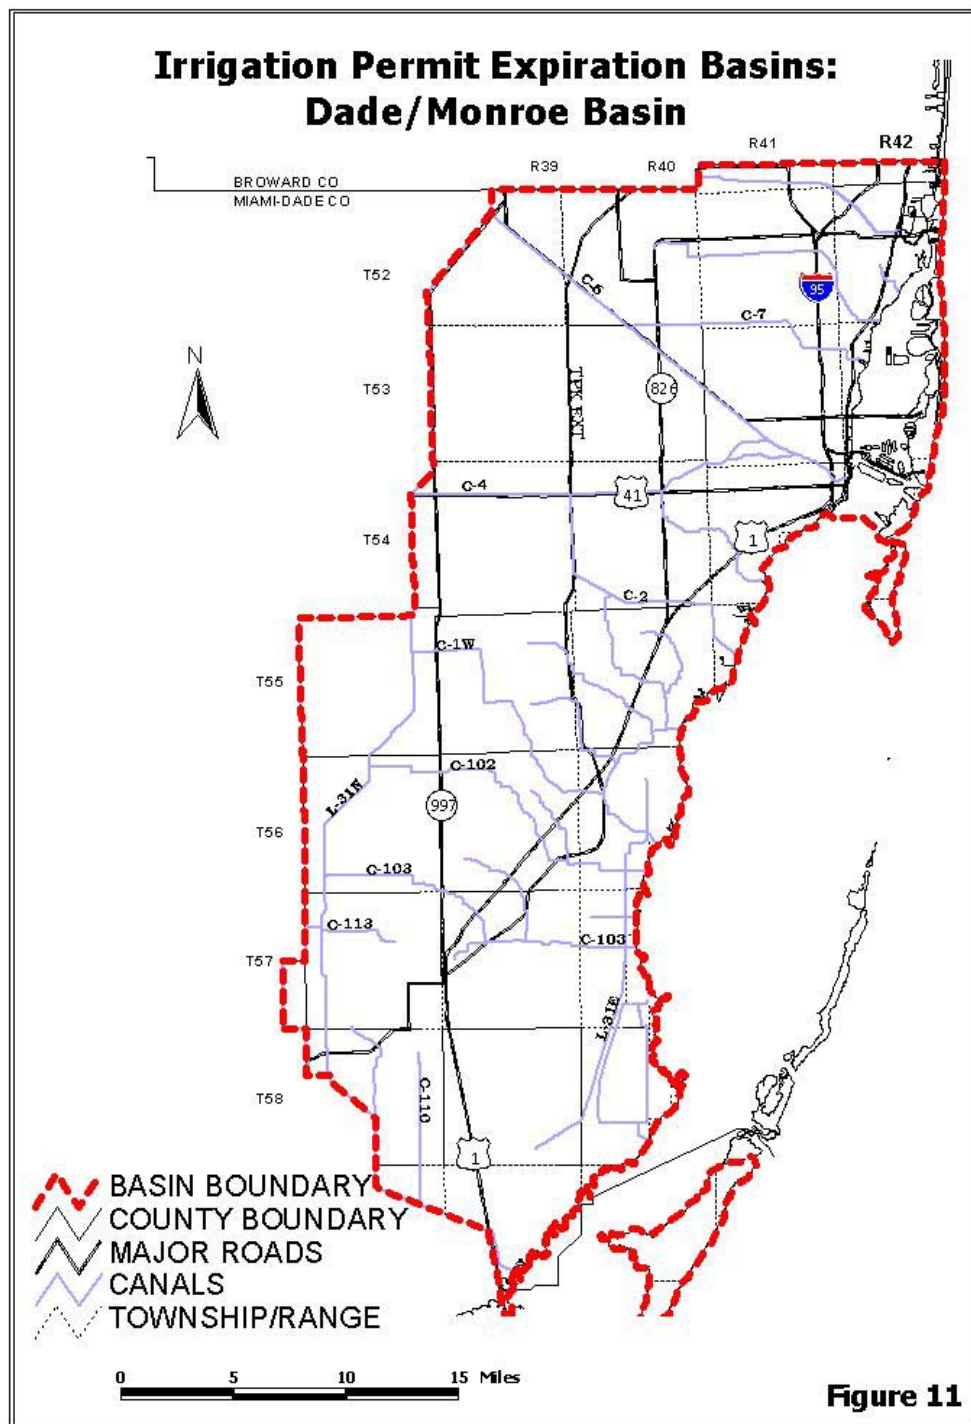 Irrigation Permit Expiration Basins:
Dade/Monroe Basin
R39
R40
R41
R42
BROWARD CO
MIAMI-DADE CO
T52
C-6
95
C-7
N
T53
TPK EXT
826
C-4
41
T54
1
C-2
C-1W
T55
C-102
L-31N
997
T56
C-103
C-113
C-103
T57
L-31E
T58
C-110
1
BASIN BOUNDARY
COUNTY BOUNDARY
MAJOR ROADS
CANALS
TOWNSHIP/RANGE
0 5 10 15 Miles
Figure 11